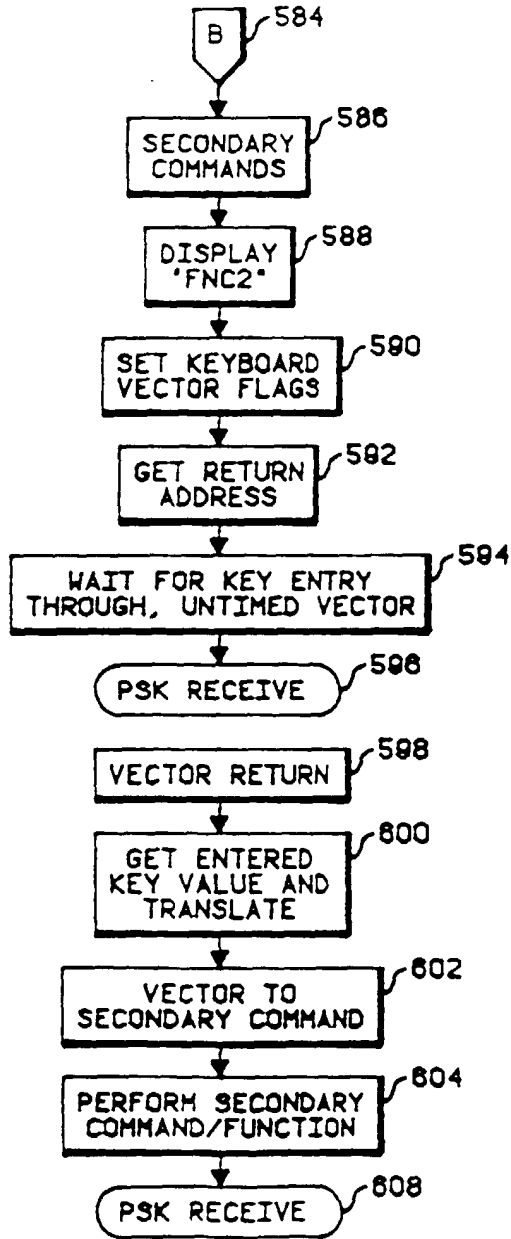 B
584
586
SECONDARY
COMMANDS
588
DISPLAY
"FNC2"
590
SET KEYBOARD
VECTOR FLAGS
592
GET RETURN
ADDRESS
594
WAIT FOR KEY ENTRY
THROUGH, UNTIMED VECTOR
596
PSK RECEIVE
598
VECTOR RETURN
600
GET ENTERED
KEY VALUE AND
TRANSLATE
602
VECTOR TO
SECONDARY COMMAND
604
PERFORM SECONDARY
COMMAND/FUNCTION
608
PSK RECEIVE